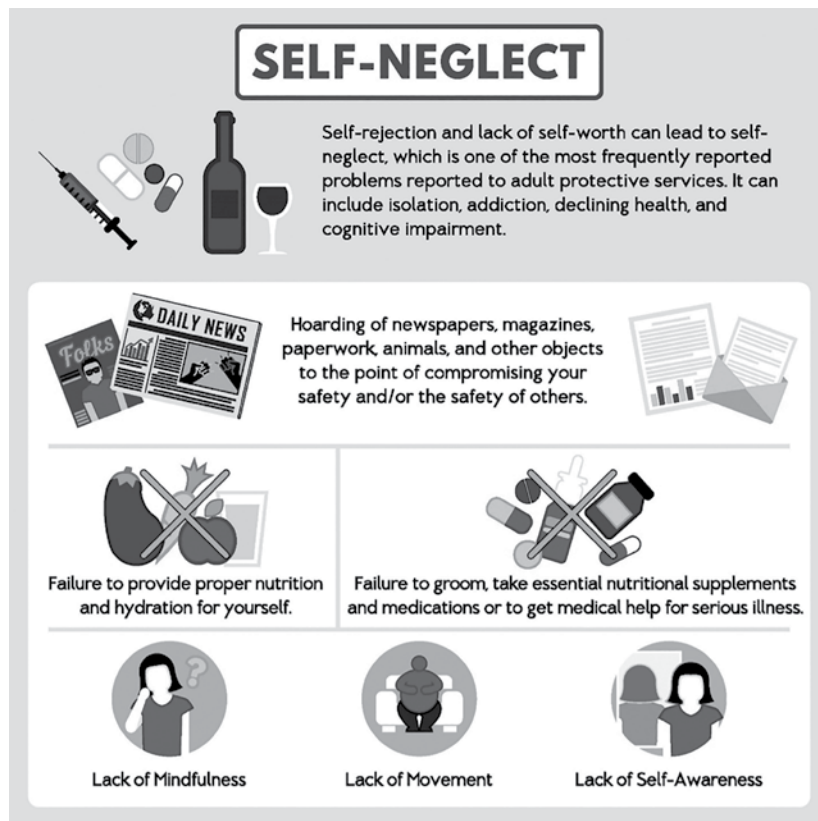 SELF-NEGLECT
Self-rejection and lack of self-worth can lead to self-
neglect, which is one of the most frequently reported
problems reported to adult protective services. It can
include isolation, addiction, declining health, and
cognitive impairment.
Folks
DAILY NEWS
Hoarding of newspapers, magazines,
paperwork, animals, and other objects
to the point of compromising your
safety and/or the safety of others.
Failure to provide proper nutrition
and hydration for yourself.
Failure to groom, take essential nutritional supplements
and medications or to get medical help for serious illness.
?
Lack of Mindfulness
Lack of Movement
Lack of Self-Awareness